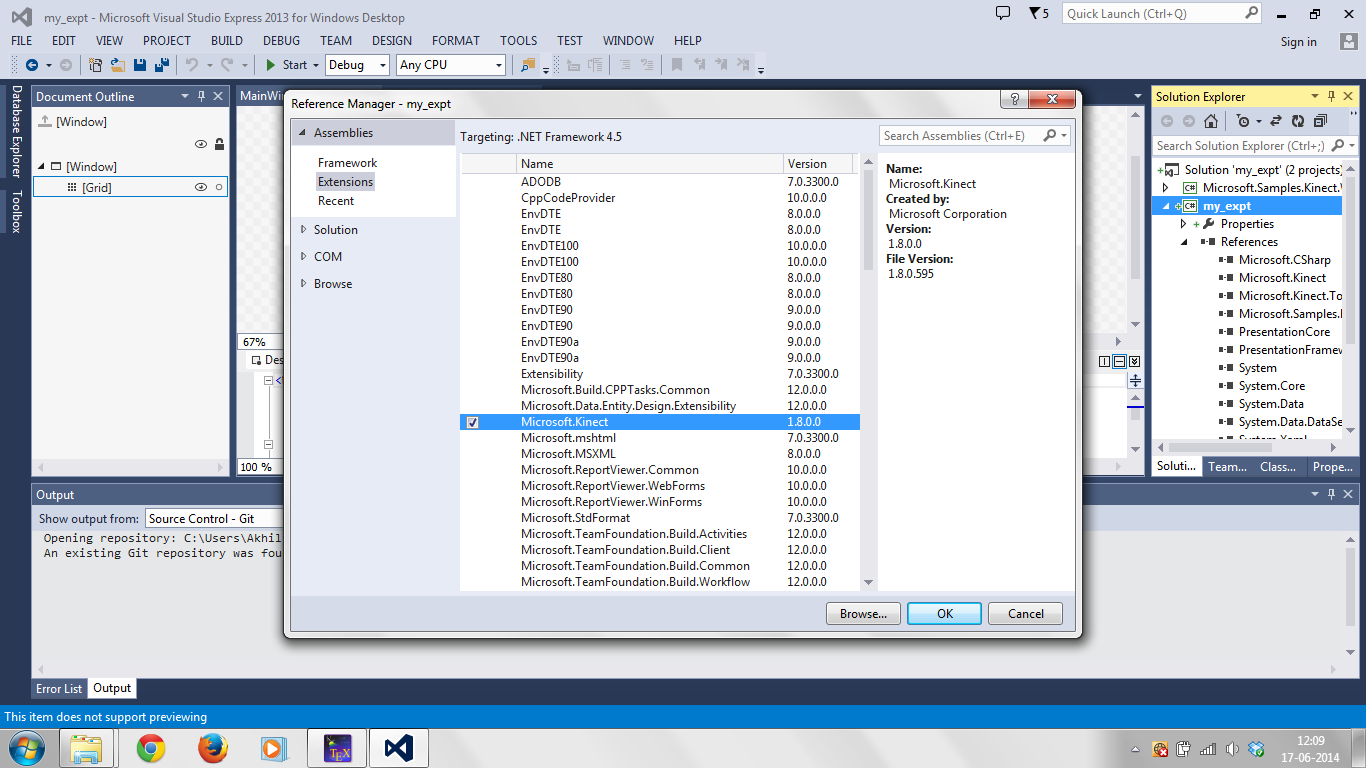 my_expt - Microsoft Visual Studio Express 2013 for Windows Desktop
5
Quick Launch (Ctrl+Q)
FILE EDIT VIEW PROJECT BUILD DEBUG TEAM DESIGN FORMAT TOOLS TEST WINDOW HELP
Sign in
Start Debug Any CPU
Database Explorer
Toolbox
Document Outline
[Window]
[Window]
[Grid]
MainWin
67%
Des
100 %
Reference Manager - my_expt
?
Assemblies
Framework
Extensions
Recent
Solution
COM
Browse
Targeting: .NET Framework 4.5
Search Assemblies (Ctrl+E)
Name Version
ADODB 7.0.3300.0
CppCodeProvider 10.0.0.0
EnvDTE 8.0.0.0
EnvDTE 8.0.0.0
EnvDTE100 10.0.0.0
EnvDTE100 10.0.0.0
EnvDTE80 8.0.0.0
EnvDTE80 8.0.0.0
EnvDTE90 9.0.0.0
EnvDTE90 9.0.0.0
EnvDTE90a 9.0.0.0
EnvDTE90a 9.0.0.0
Extensibility 7.0.3300.0
Microsoft.Build.CPPTasks.Common 12.0.0.0
Microsoft.Data.Entity.Design.Extensibility 12.0.0.0
Microsoft.Kinect 1.8.0.0
Microsoft.mshtml 7.0.3300.0
Microsoft.MSXML 8.0.0.0
Microsoft.ReportViewer.Common 10.0.0.0
Microsoft.ReportViewer.WebForms 10.0.0.0
Microsoft.ReportViewer.WinForms 10.0.0.0
Microsoft.StdFormat 7.0.3300.0
Microsoft.TeamFoundation.Build.Activities 12.0.0.0
Microsoft.TeamFoundation.Build.Client 12.0.0.0
Microsoft.TeamFoundation.Build.Common 12.0.0.0
Microsoft.TeamFoundation.Build.Workflow 12.0.0.0
Name:
Microsoft.Kinect
Created by:
Microsoft Corporation
Version:
1.8.0.0
File Version:
1.8.0.595
Browse... OK Cancel
Solution Explorer
Search Solution Explorer (Ctrl+;)
Solution 'my_expt' (2 projects)
C# Microsoft.Samples.Kinect.
C# my_expt
Properties
References
Microsoft.CSharp
Microsoft.Kinect
Microsoft.Kinect.To
Microsoft.Samples.
PresentationCore
PresentationFramew
System
System.Core
System.Data
System.Data.DataSe
System.Xaml
Soluti... Team... Class... Prope...
Output
Show output from: Source Control - Git
Opening repository: C:\Users\Akhil
An existing Git repository was fou
Error List Output
This item does not support previewing
TEX
12:09
17-06-2014